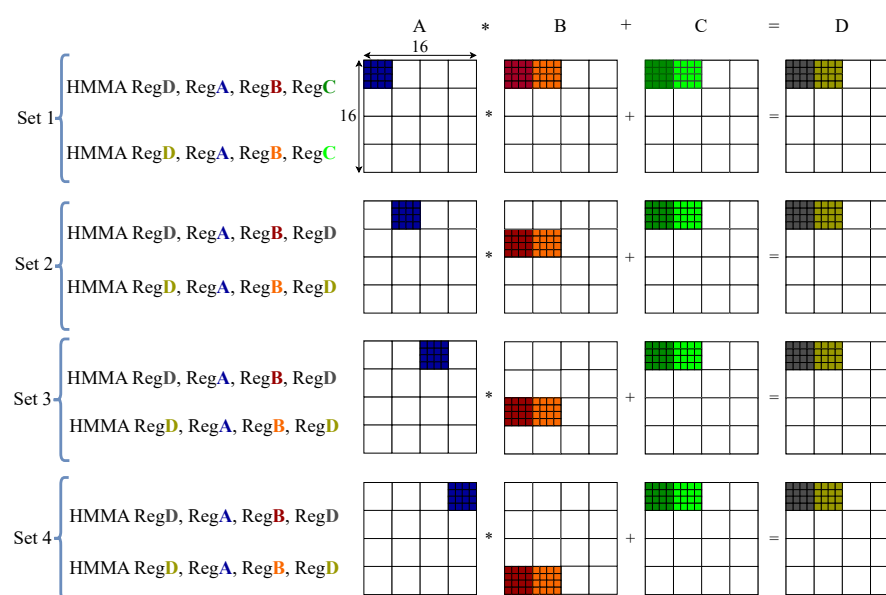 A * B + C = D
16
Set 1
HMMA RegD, RegA, RegB, RegC
HMMA RegD, RegA, RegB, RegC
16
* + =
Set 2
HMMA RegD, RegA, RegB, RegD
HMMA RegD, RegA, RegB, RegD
* + =
Set 3
HMMA RegD, RegA, RegB, RegD
HMMA RegD, RegA, RegB, RegD
* + =
Set 4
HMMA RegD, RegA, RegB, RegD
HMMA RegD, RegA, RegB, RegD
* + =